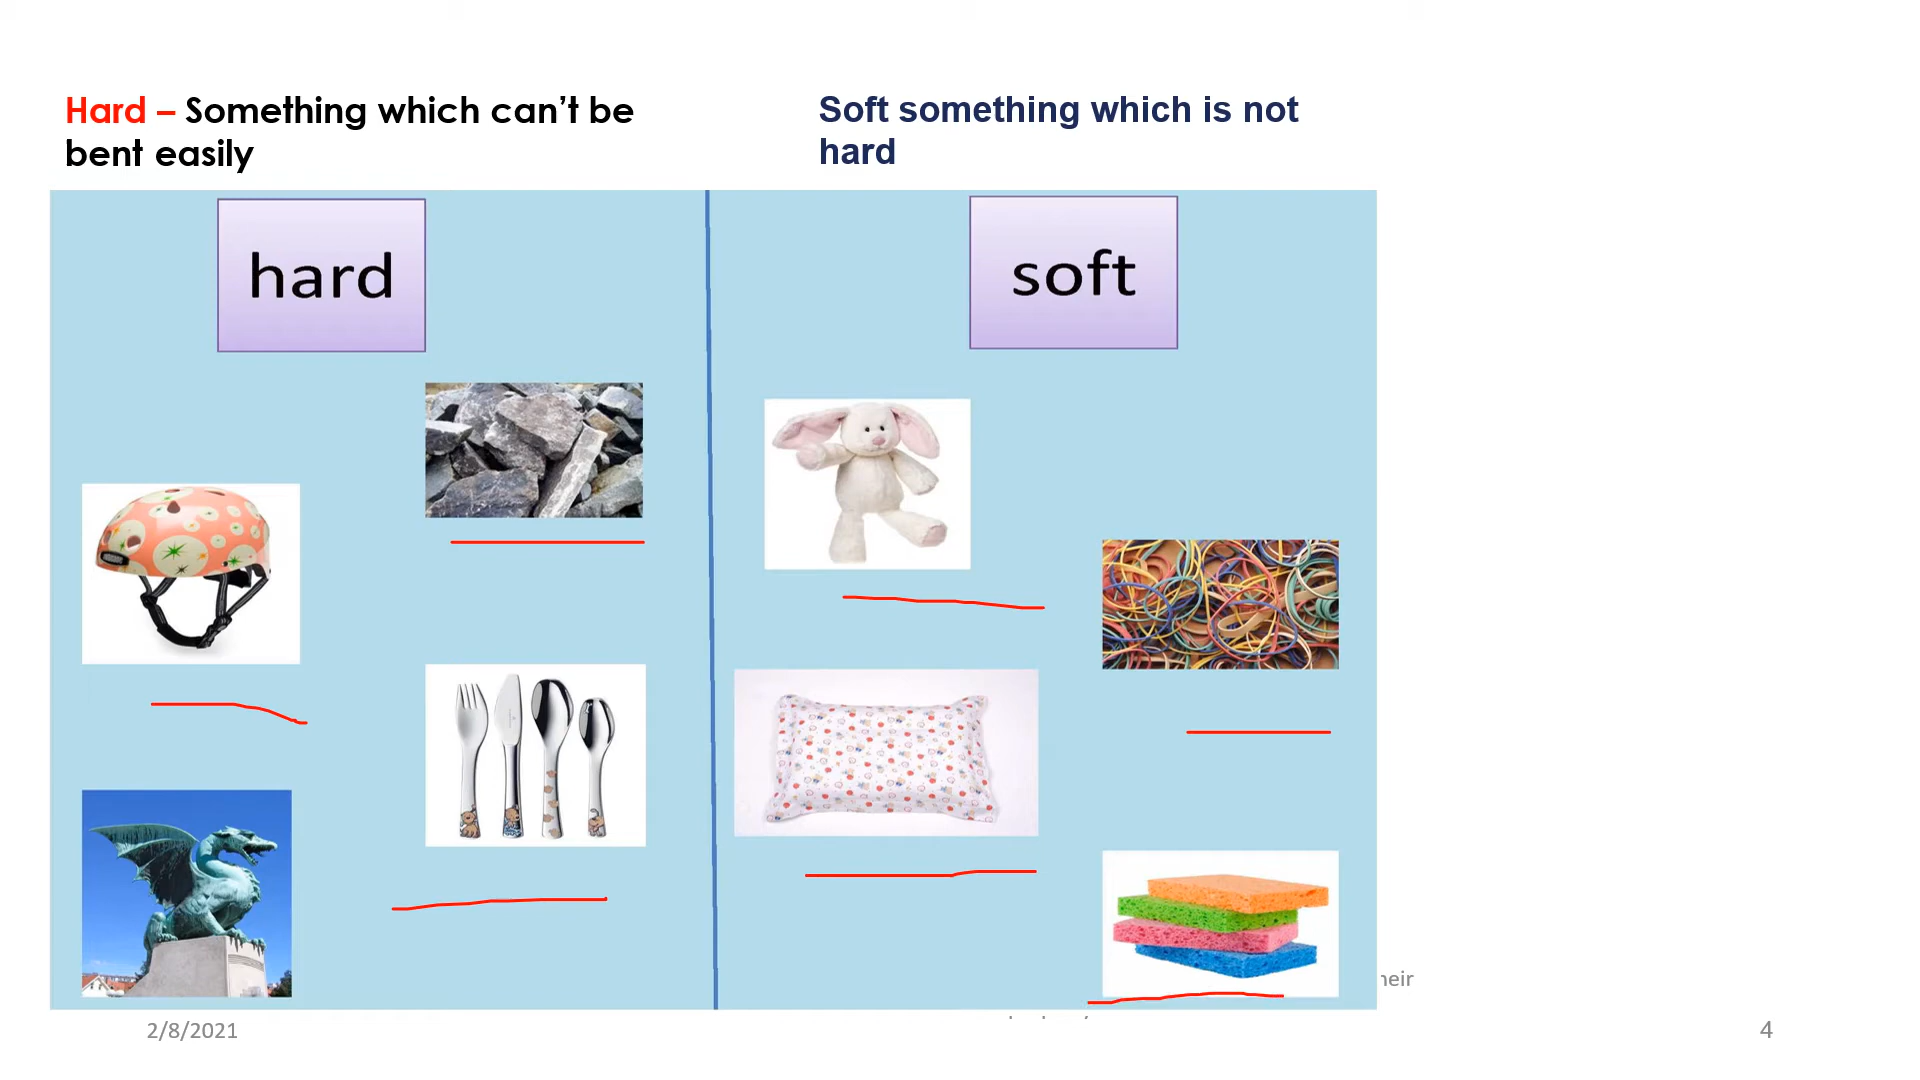 Hard – Something which can’t be
bent easily
Soft something which is not
hard
hard
soft
2/8/2021
4